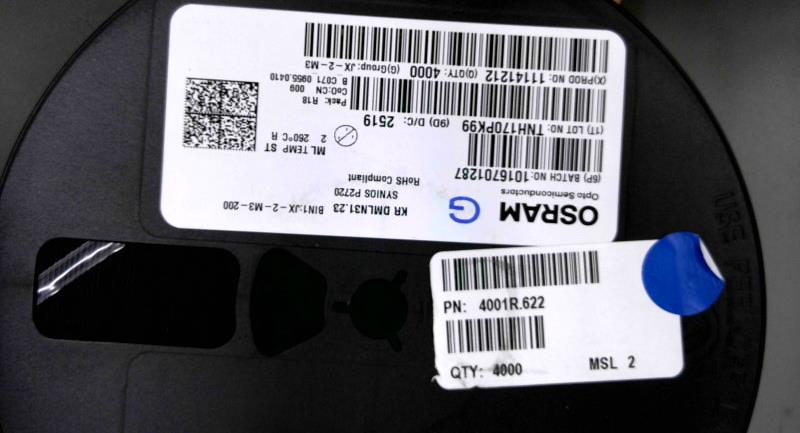 OSRAM
Opto Semiconductors
G
KR DMLN31.23 BIN1:JX-2-M3-200
SYNIOS P2720
RoHS Compliant
(6P) BATCH NO: 1016701287
ML TEMP ST
2 260°C R
(1T) LOT NO: TNH170PK99 (9D) D/C: 2519
Pack: R18
CoO:CN 009
B_C071 0955.0410
(X)PROD NO: 11141212 (Q)QTY: 4000 (G)Group: JX-2-M3
PN: 4001R.622
QTY: 4000 MSL 2